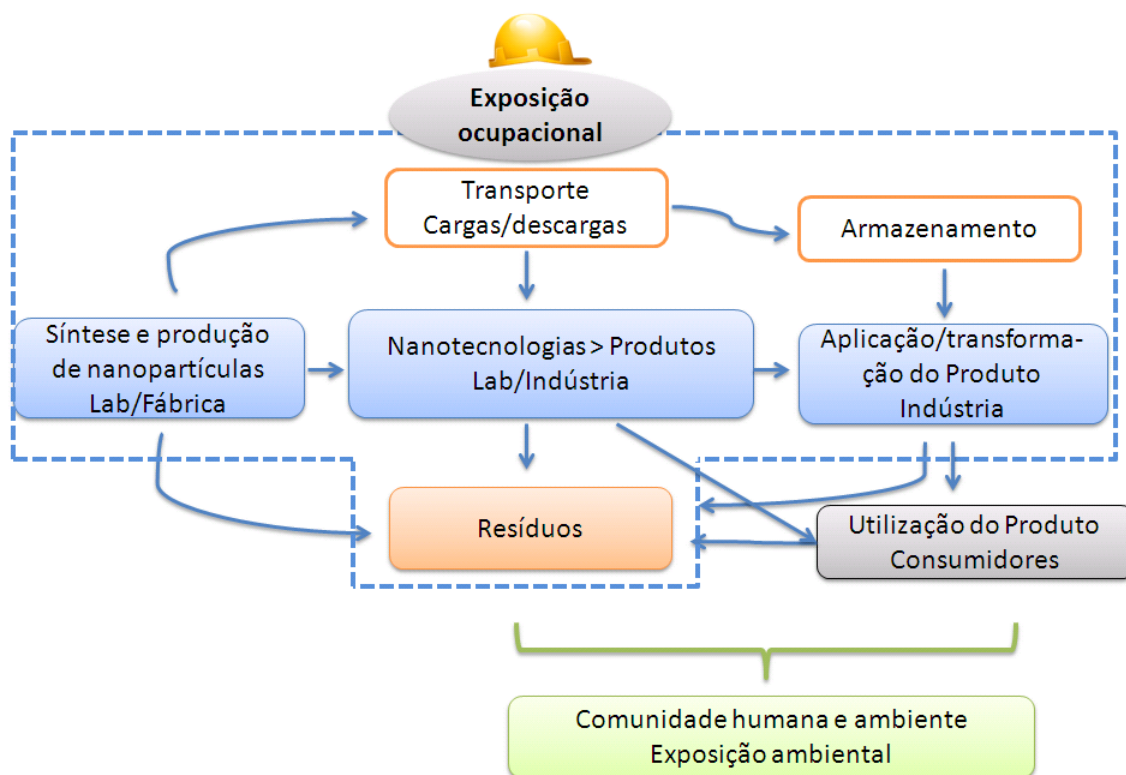 Exposição
ocupacional
Transporte
Cargas/descargas
Armazenamento
Síntese e produção
de nanopartículas
Lab/Fábrica
Nanotecnologias > Produtos
Lab/Indústria
Aplicação/transforma-
ção do Produto
Indústria
Resíduos
Utilização do Produto
Consumidores
Comunidade humana e ambiente
Exposição ambiental